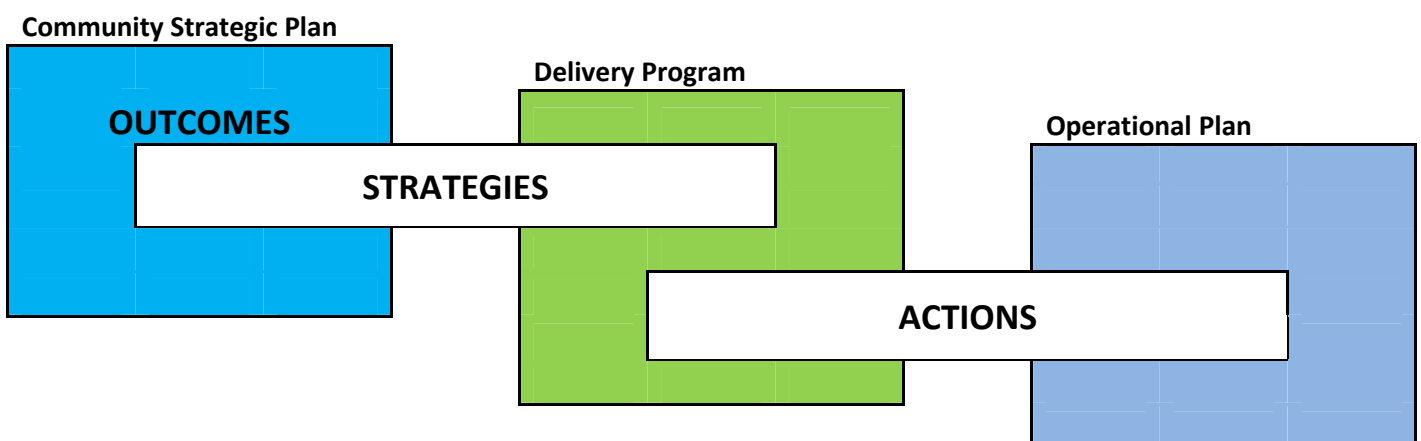 Community Strategic Plan
Delivery Program
OUTCOMES
Operational Plan
STRATEGIES
ACTIONS